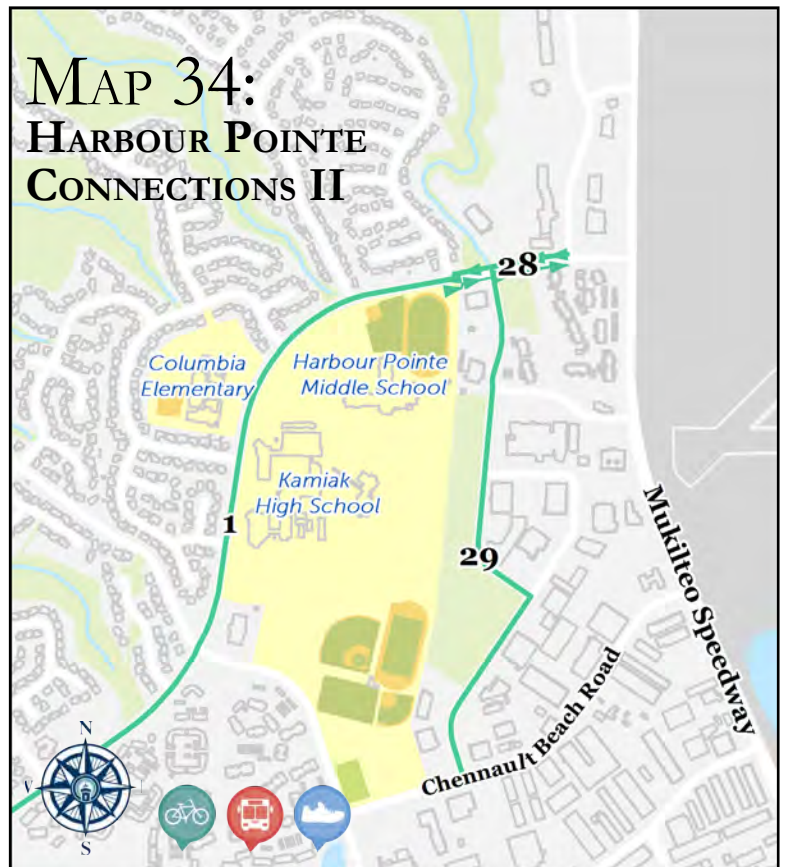 MAP 34:
HARBOUR POINTE
CONNECTIONS II
28
Columbia
Elementary
Harbour Pointe
Middle School
Kamiak
High School
1
29
Mukilteo Speedway
Chennault Beach Road
N
S